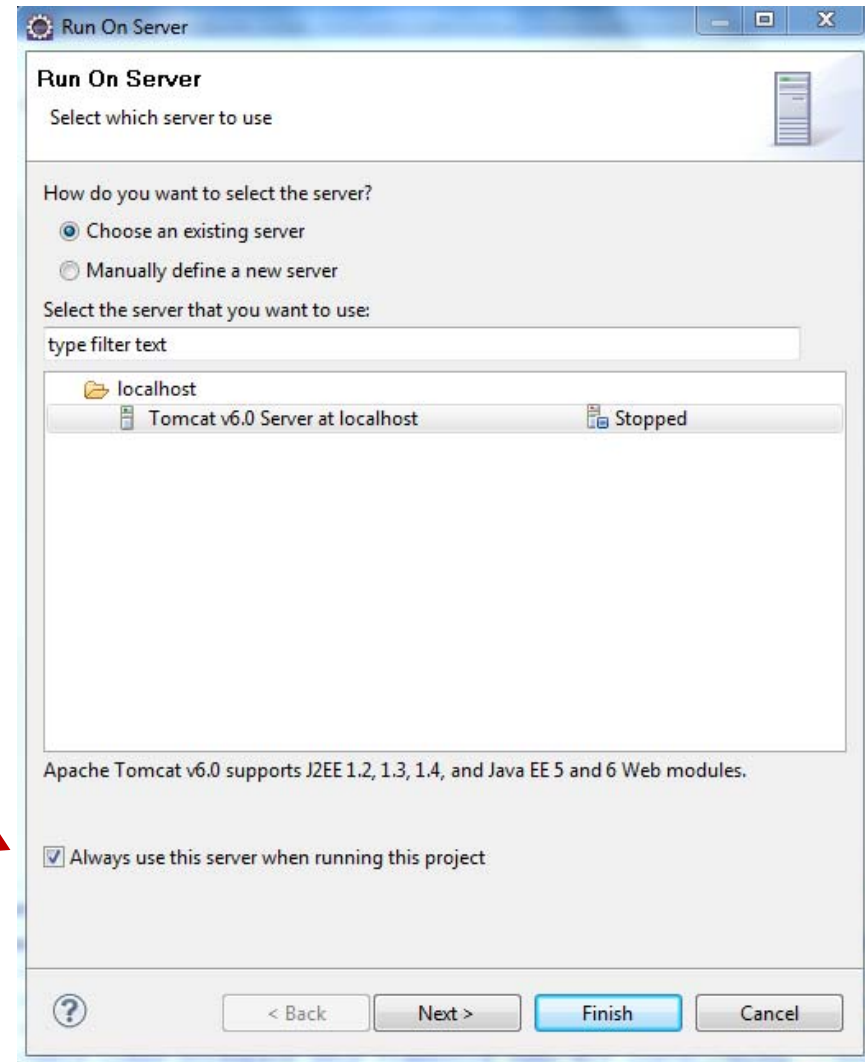 Run On Server
Run On Server
Select which server to use
How do you want to select the server?
Choose an existing server
Manually define a new server
Select the server that you want to use:
type filter text
localhost
Tomcat v6.0 Server at localhost Stopped
Apache Tomcat v6.0 supports J2EE 1.2, 1.3, 1.4, and Java EE 5 and 6 Web modules.
Always use this server when running this project
? < Back Next > Finish Cancel